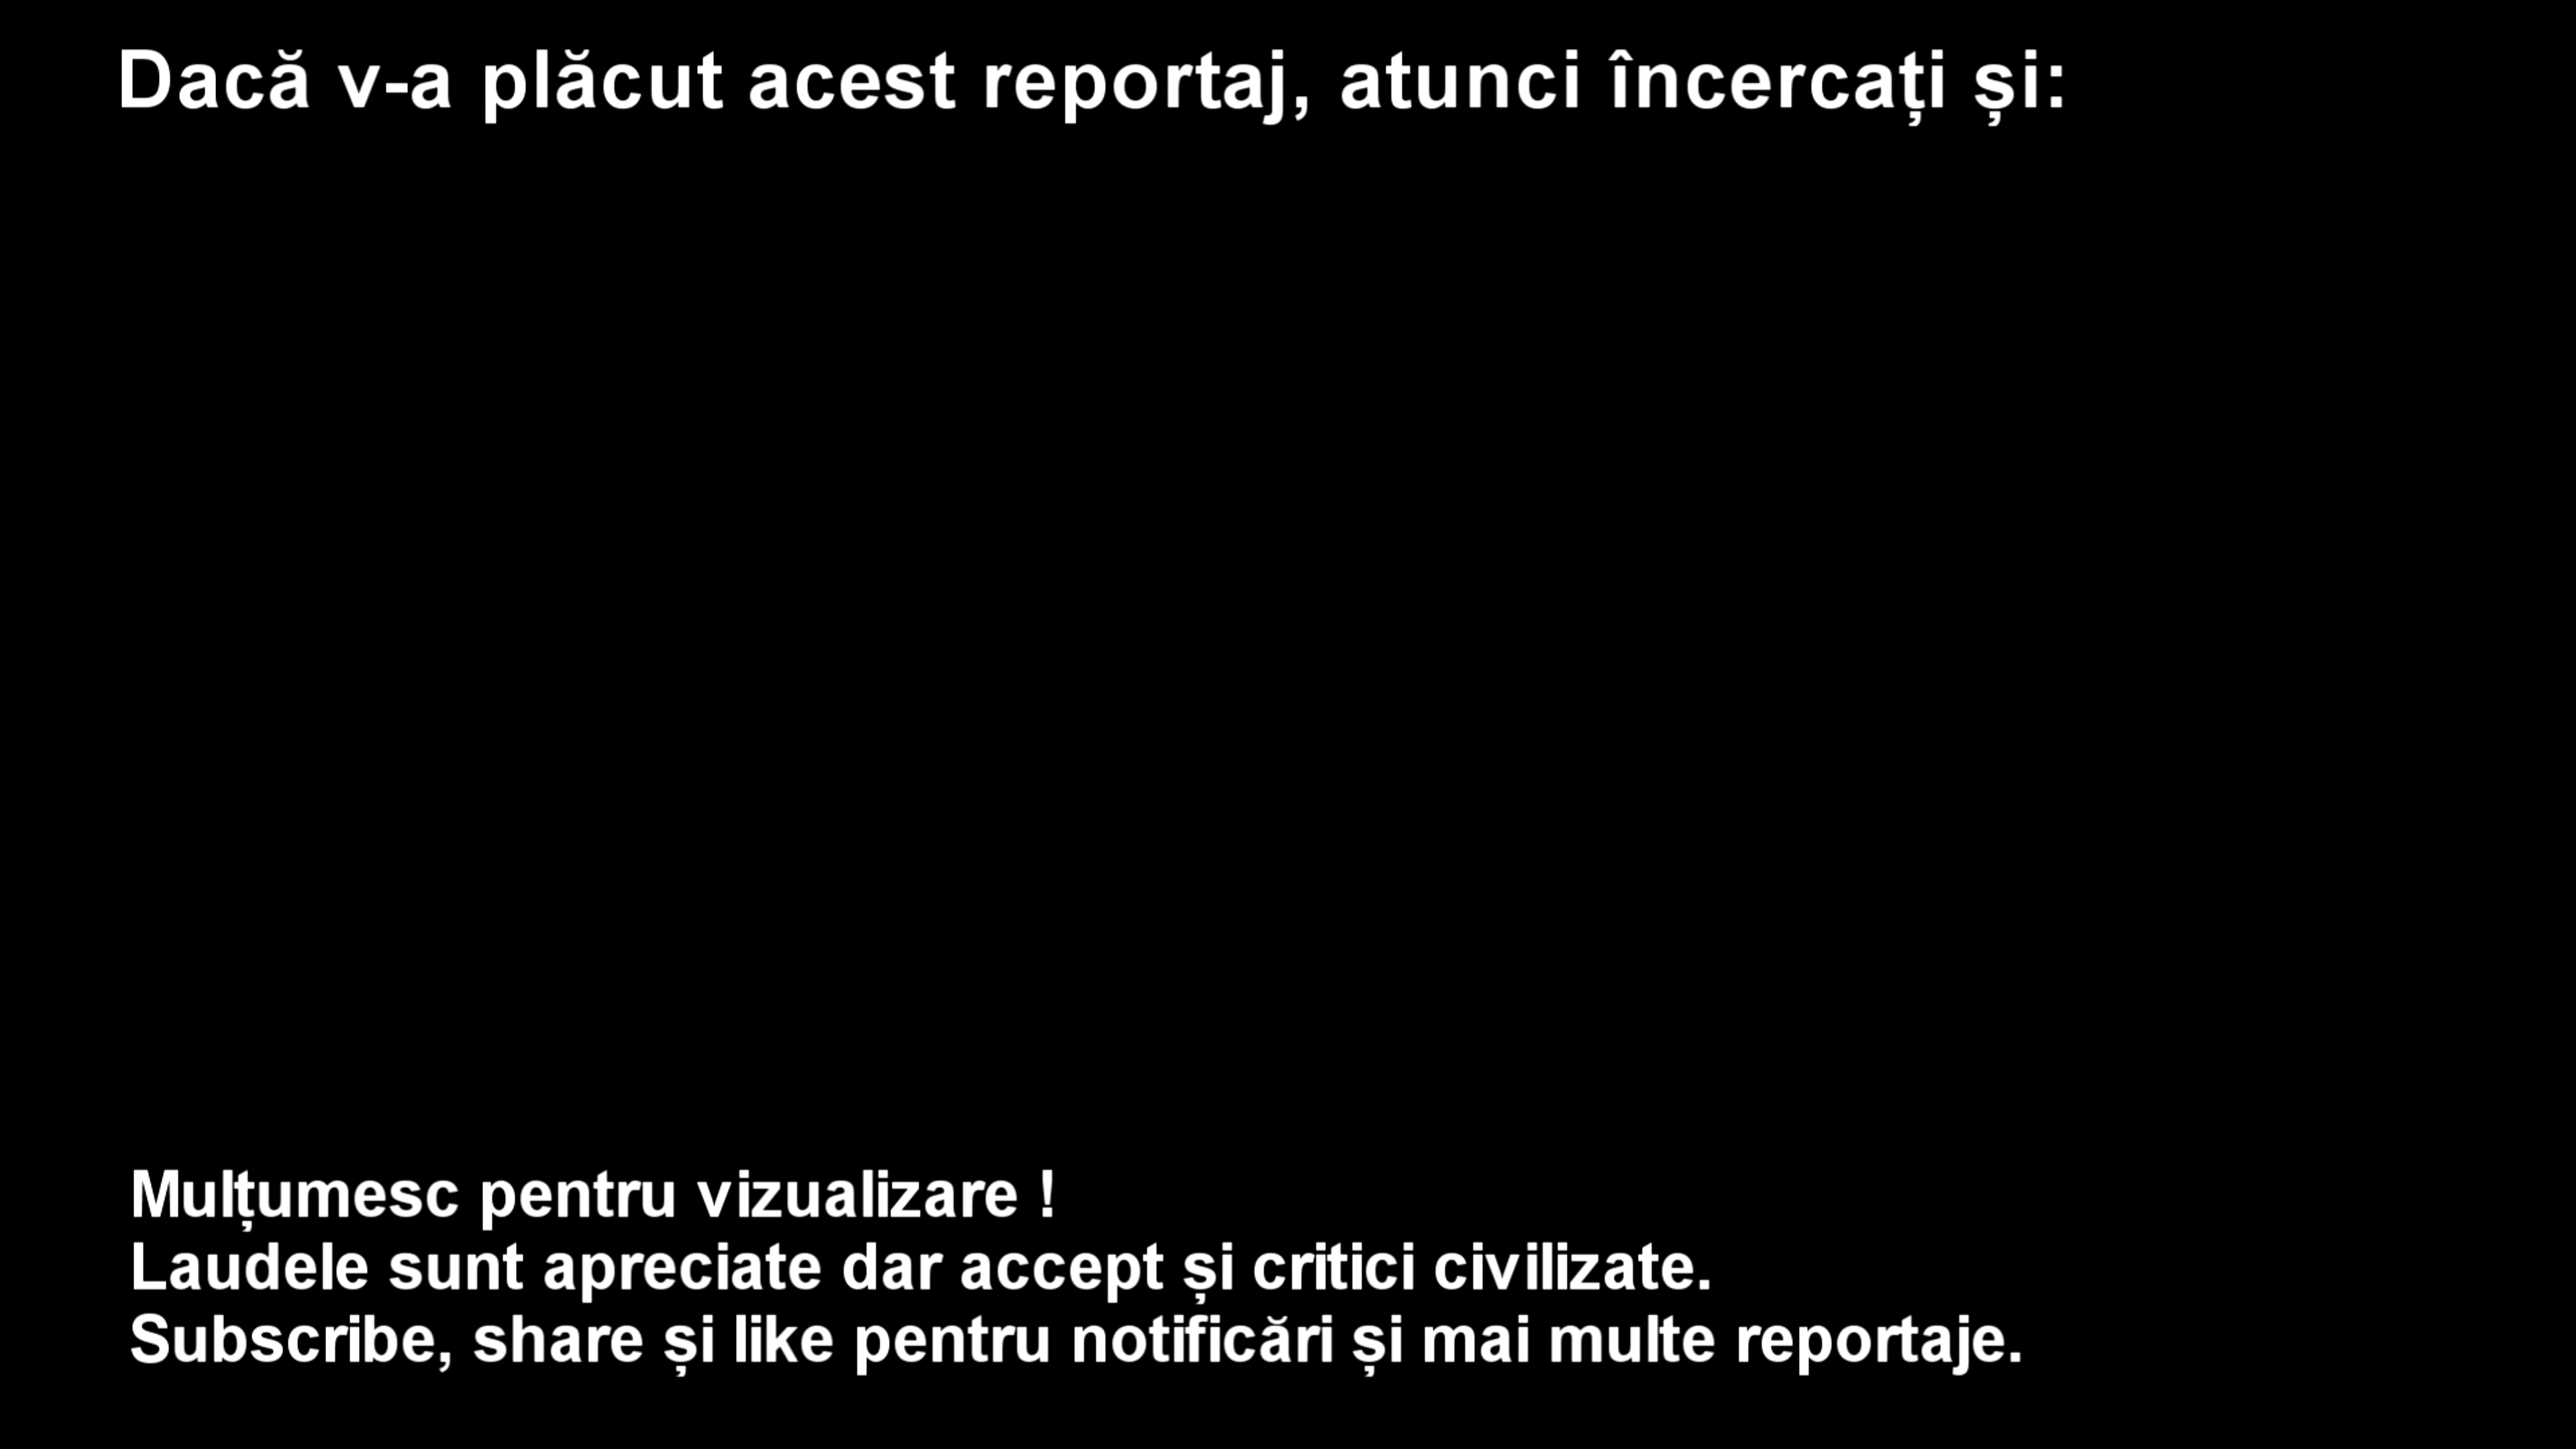 Dacă v-a plăcut acest reportaj, atunci încercați și:
Mulțumesc pentru vizualizare !
Laudele sunt apreciate dar accept și critici civilizate.
Subscribe, share și like pentru notificări și mai multe reportaje.